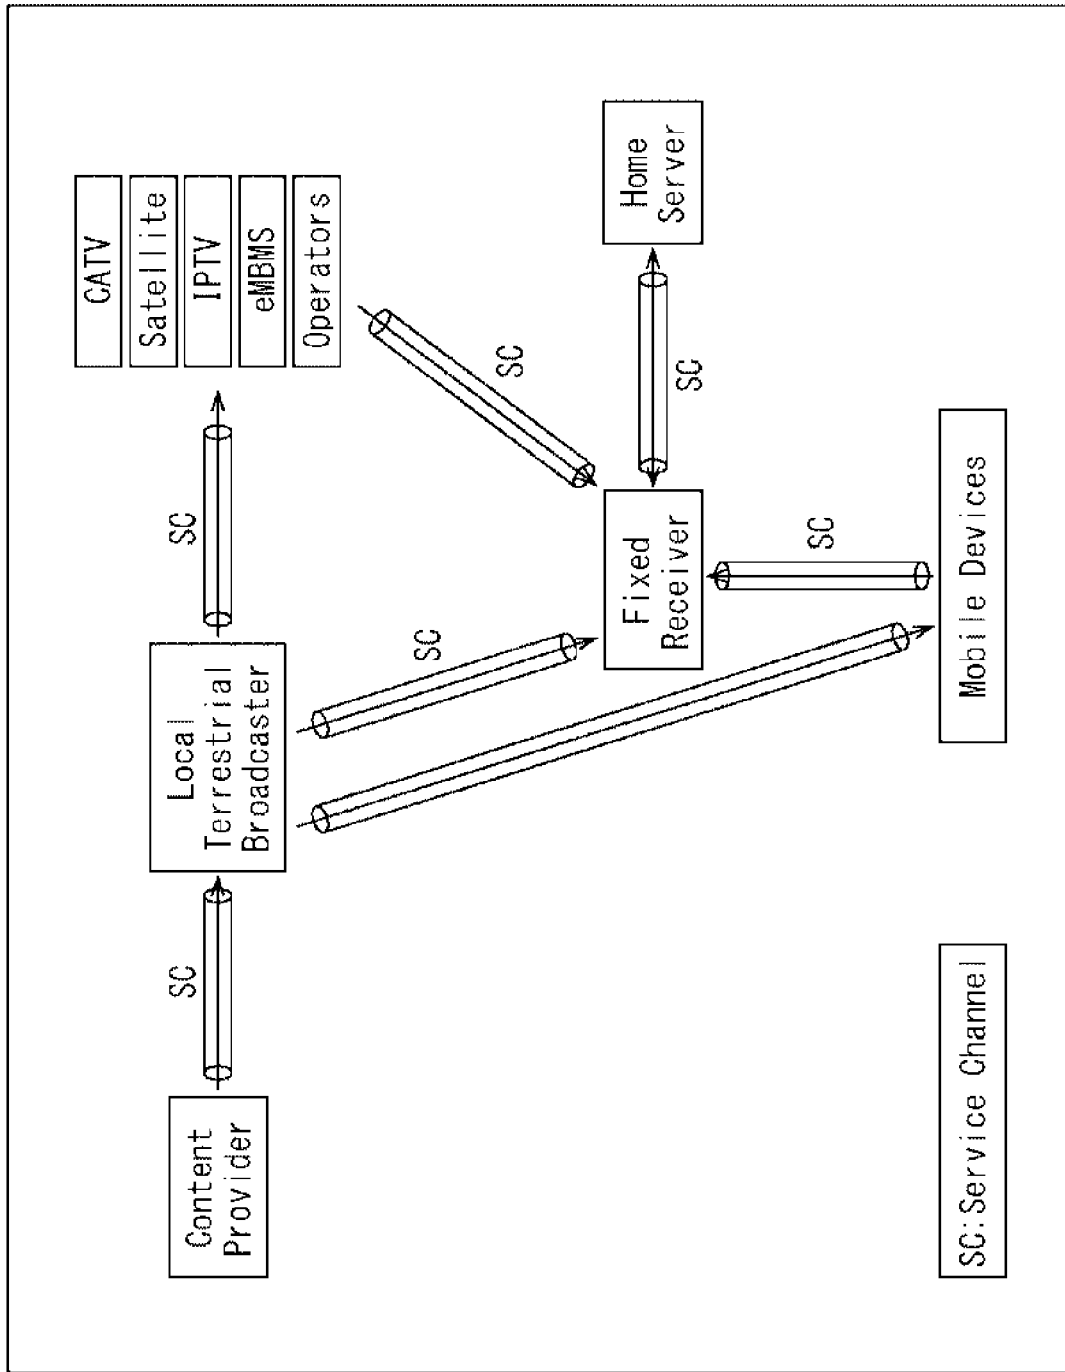 Content
Provider
SC
Local
Terrestrial
Broadcaster
SC
CATV
Satellite
IPTV
eMBMS
Operators
SC
SC
Fixed
Receiver
SC
Home
Server
SC
Mobile Devices
SC:Service Channel